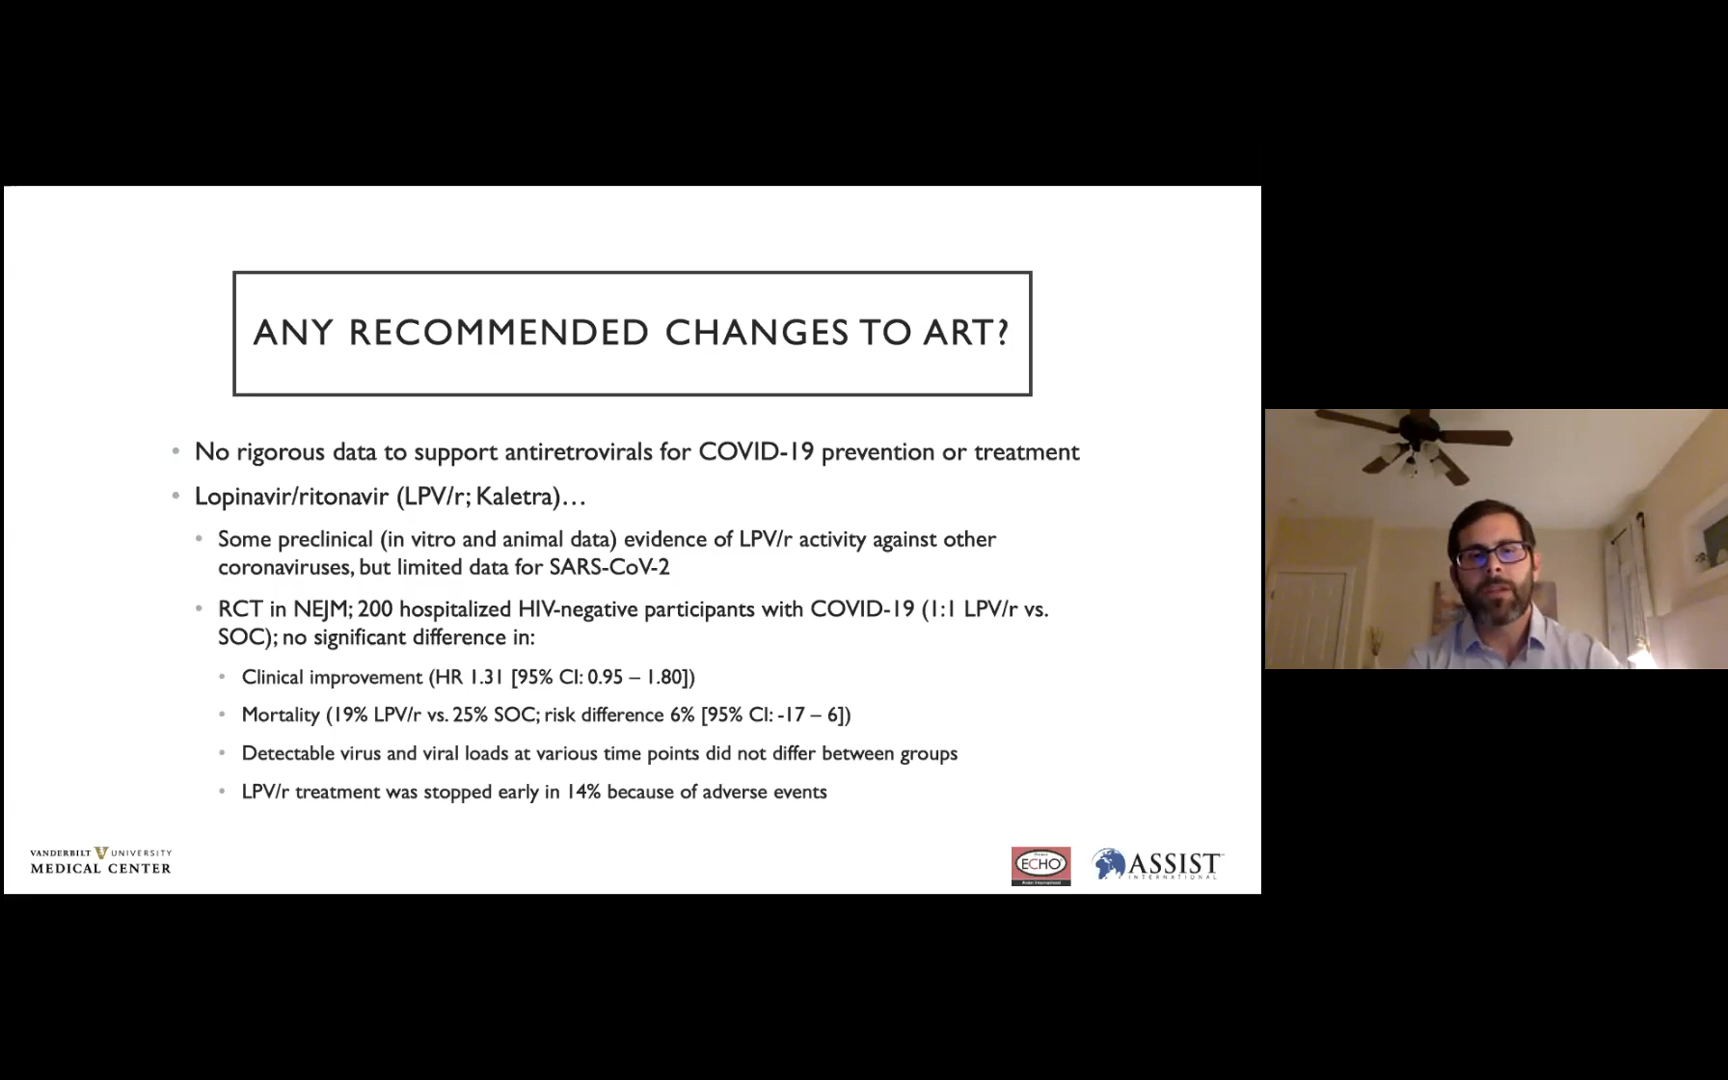 ANY RECOMMENDED CHANGES TO ART?
• No rigorous data to support antiretrovirals for COVID-19 prevention or treatment
• Lopinavir/ritonavir (LPV/r; Kaletra)…
• Some preclinical (in vitro and animal data) evidence of LPV/r activity against other
coronaviruses, but limited data for SARS-CoV-2
• RCT in NEJM; 200 hospitalized HIV-negative participants with COVID-19 (1:1 LPV/r vs.
SOC); no significant difference in:
• Clinical improvement (HR 1.31 [95% CI: 0.95 – 1.80])
• Mortality (19% LPV/r vs. 25% SOC; risk difference 6% [95% CI: -17 – 6])
• Detectable virus and viral loads at various time points did not differ between groups
• LPV/r treatment was stopped early in 14% because of adverse events
VANDERBILT V UNIVERSITY
MEDICAL CENTER
ECHO
ASSIST
INTERNATIONAL